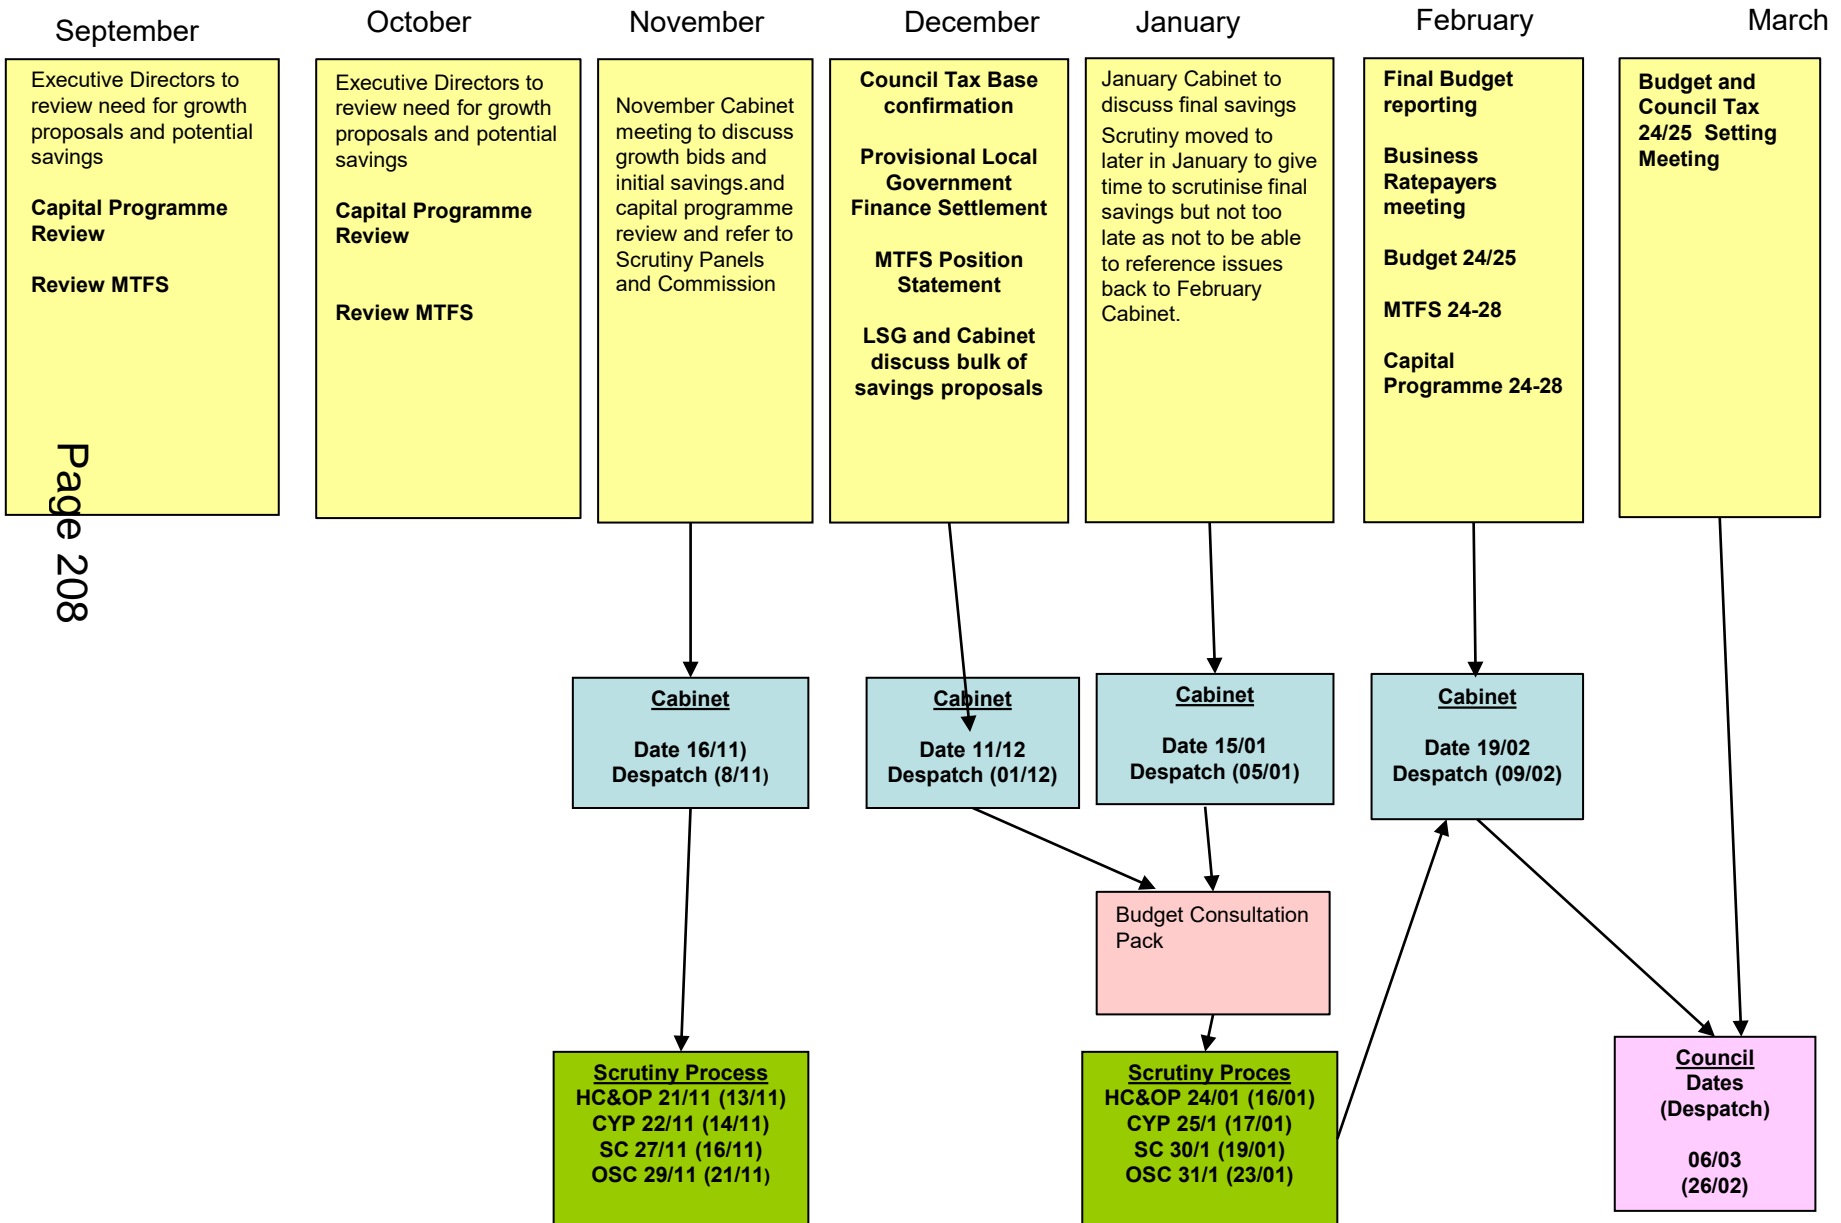 September
October
November
December
January
February
March
Executive Directors to
review need for growth
proposals and potential
savings
Capital Programme
Review
Review MTFS
Executive Directors to
review need for growth
proposals and potential
savings
Capital Programme
Review
Review MTFS
November Cabinet
meeting to discuss
growth bids and
initial savings.and
capital programme
review and refer to
Scrutiny Panels
and Commission
Council Tax Base
confirmation
Provisional Local
Government
Finance Settlement
MTFS Position
Statement
LSG and Cabinet
discuss bulk of
savings proposals
January Cabinet to
discuss final savings
Scrutiny moved to
later in January to give
time to scrutinise final
savings but not too
late as not to be able
to reference issues
back to February
Cabinet.
Final Budget
reporting
Business
Ratepayers
meeting
Budget 24/25
MTFS 24-28
Capital
Programme 24-28
Budget and
Council Tax
24/25  Setting
Meeting
Page 208
Cabinet
Date 16/11)
Despatch (8/11)
Cabinet
Date 11/12
Despatch (01/12)
Cabinet
Date 15/01
Despatch (05/01)
Cabinet
Date 19/02
Despatch (09/02)
Budget Consultation
Pack
Scrutiny Process
HC&OP 21/11 (13/11)
CYP 22/11 (14/11)
SC 27/11 (16/11)
OSC 29/11 (21/11)
Scrutiny Proces
HC&OP 24/01 (16/01)
CYP 25/1 (17/01)
SC 30/1 (19/01)
OSC 31/1 (23/01)
Council
Dates
(Despatch)
06/03
(26/02)